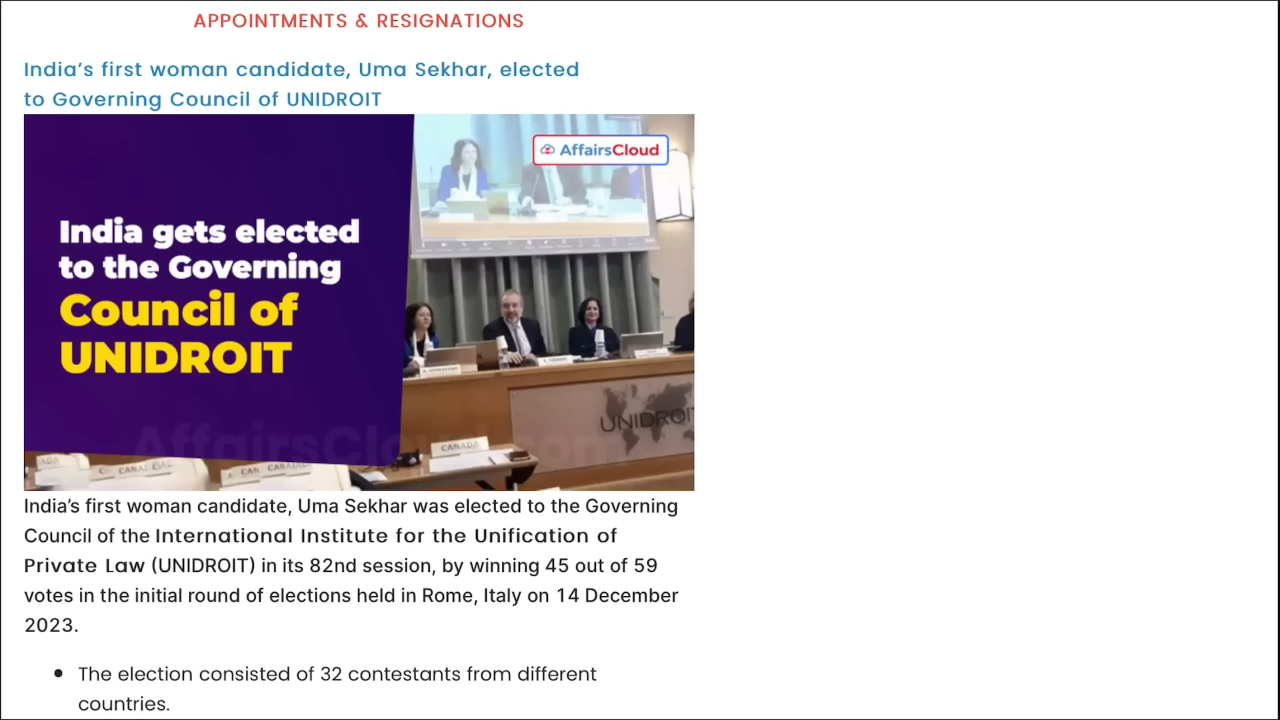 APPOINTMENTS & RESIGNATIONS
India’s first woman candidate, Uma Sekhar, elected
to Governing Council of UNIDROIT
AffairsCloud
India gets elected
to the Governing
Council of
UNIDROIT
UNIDROIT
CANADA
AffairsCloud.com
India’s first woman candidate, Uma Sekhar was elected to the Governing
Council of the International Institute for the Unification of
Private Law (UNIDROIT) in its 82nd session, by winning 45 out of 59
votes in the initial round of elections held in Rome, Italy on 14 December
2023.
• The election consisted of 32 contestants from different
countries.